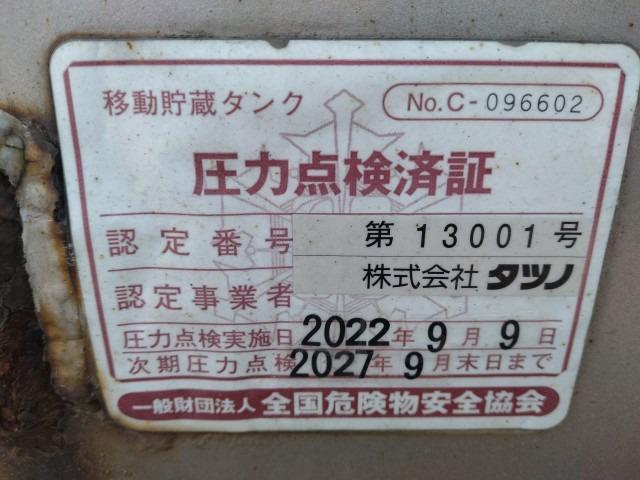 移動貯蔵タンク No.C-096602
圧力点検済証
認定番号 第13001号
認定事業者 株式会社タツノ
圧力点検実施日 2022年9月9日
次期圧力点検 2027年9月末日まで
一般財団法人 全国危険物安全協会